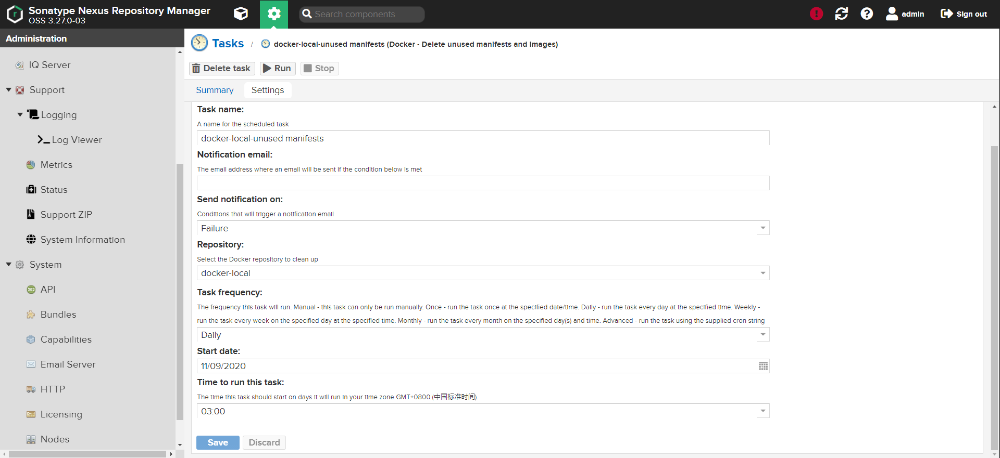 Sonatype Nexus Repository Manager
OSS 3.27.0-03
Search components
admin
Sign out
Administration
IQ Server
Support
Logging
Log Viewer
Metrics
Status
Support ZIP
System Information
System
API
Bundles
Capabilities
Email Server
HTTP
Licensing
Nodes
Tasks / docker-local-unused manifests (Docker - Delete unused manifests and images)
Delete task Run Stop
Summary Settings
Task name:
A name for the scheduled task
docker-local-unused manifests
Notification email:
The email address where an email will be sent if the condition below is met
Send notification on:
Conditions that will trigger a notification email
Failure
Repository:
Select the Docker repository to clean up
docker-local
Task frequency:
The frequency this task will run. Manual - this task can only be run manually. Once - run the task once at the specified date/time. Daily - run the task every day at the specified time. Weekly -
run the task every week on the specified day at the specified time. Monthly - run the task every month on the specified day(s) and time. Advanced - run the task using the supplied cron string
Daily
Start date:
11/09/2020
Time to run this task:
The time this task should start on days it will run in your time zone GMT+0800 (中国标准时间).
03:00
Save Discard